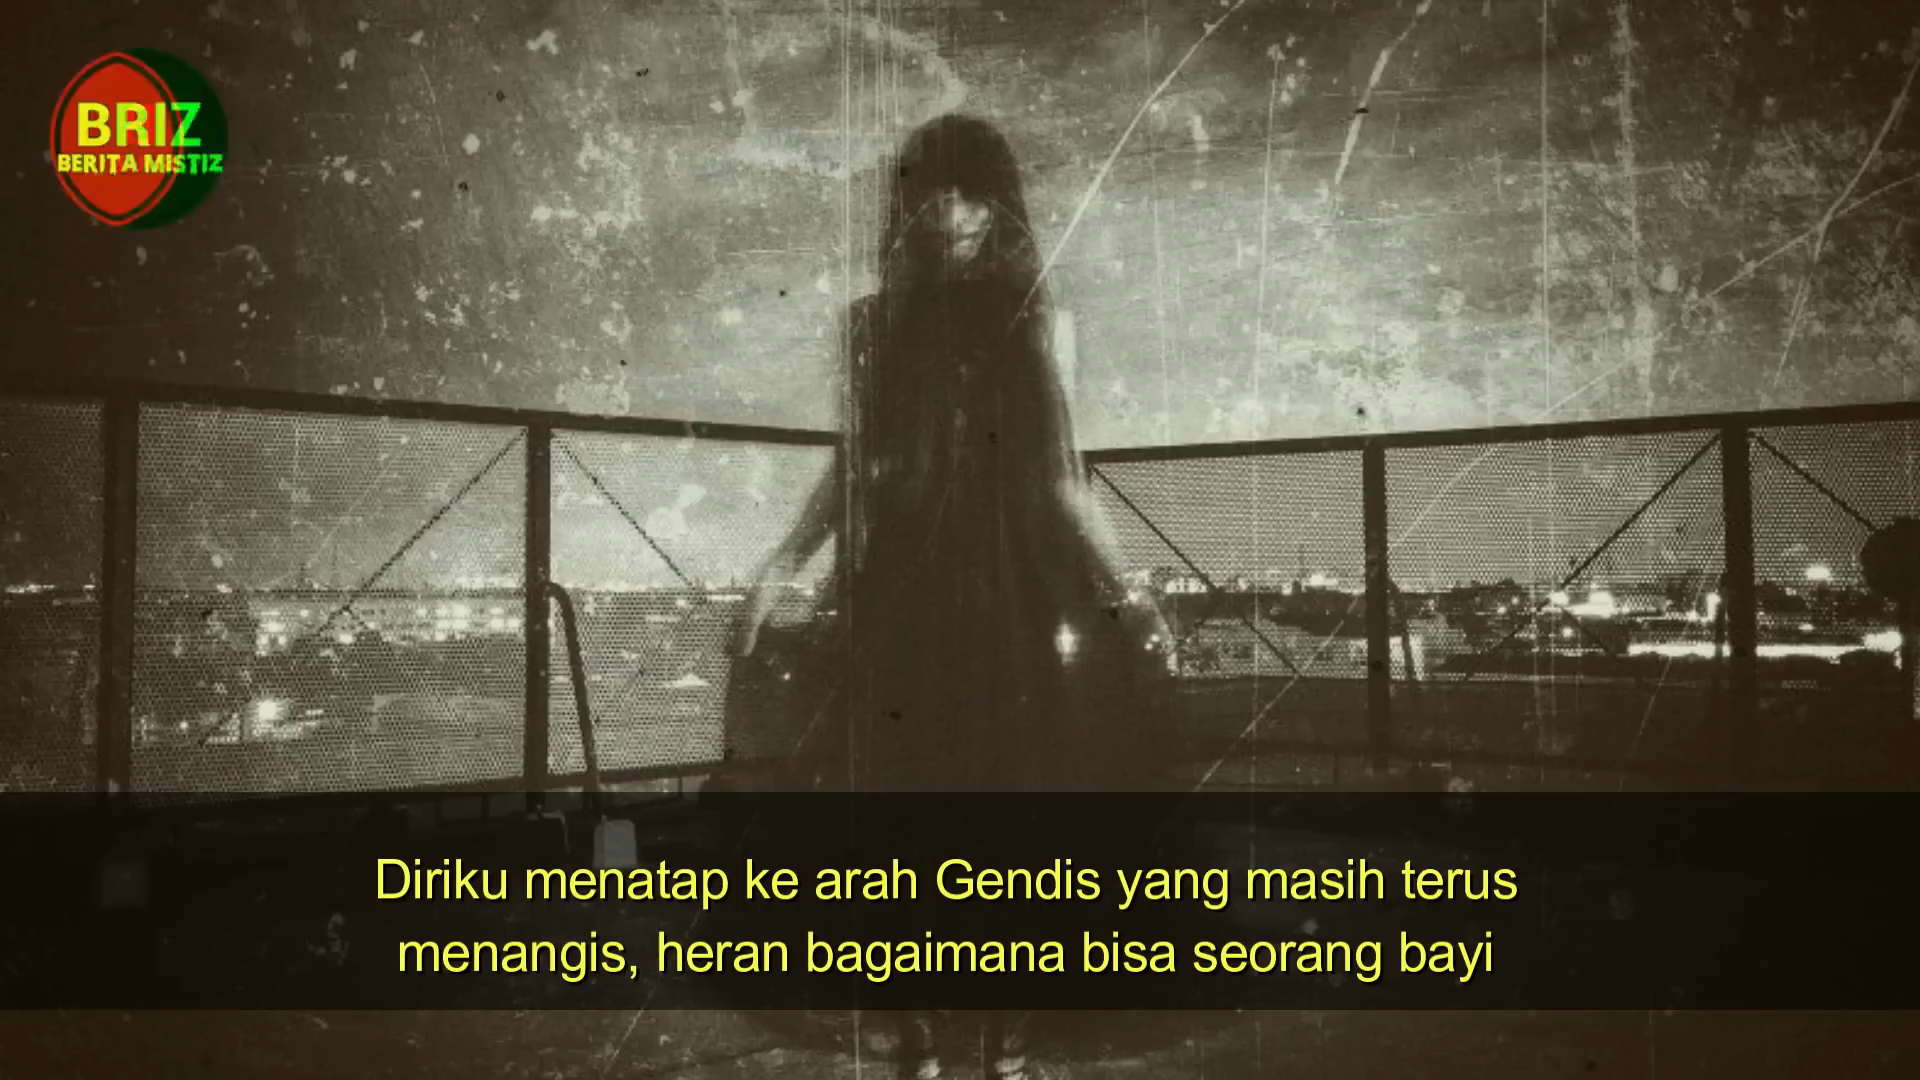 BRIZ
BERITA MISTIZ
Diriku menatap ke arah Gendis yang masih terus
menangis, heran bagaimana bisa seorang bayi